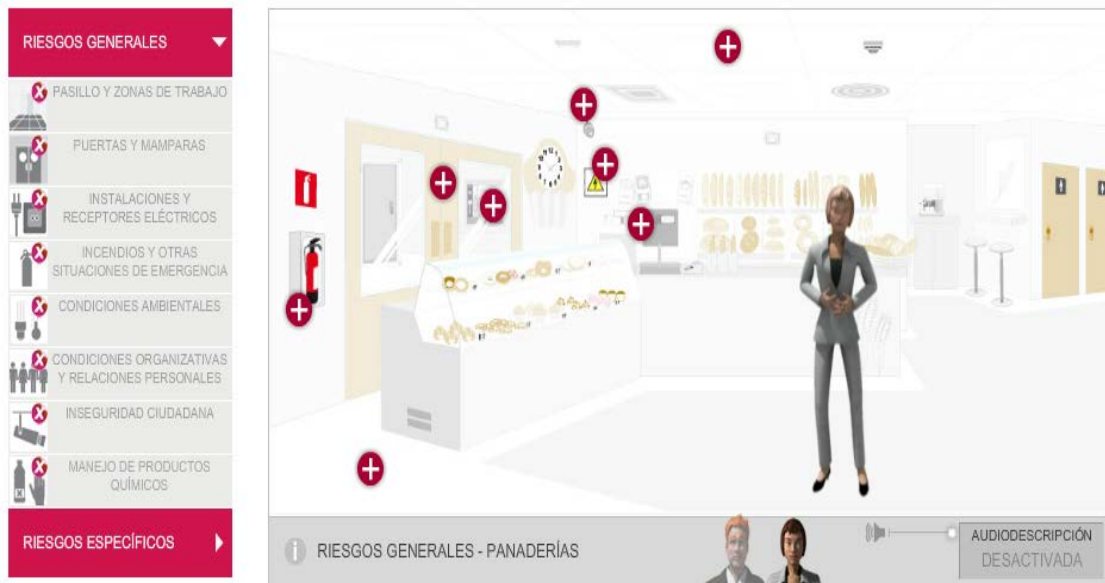 RIESGOS GENERALES
PASILLO Y ZONAS DE TRABAJO
PUERTAS Y MAMPARAS
INSTALACIONES Y
RECEPTORES ELÉCTRICOS
INCENDIOS Y OTRAS
SITUACIONES DE EMERGENCIA
CONDICIONES AMBIENTALES
CONDICIONES ORGANIZATIVAS
Y RELACIONES PERSONALES
INSEGURIDAD CIUDADANA
MANEJO DE PRODUCTOS
QUÍMICOS
RIESGOS ESPECÍFICOS
RIESGOS GENERALES - PANADERÍAS
AUDIODESCRIPCIÓN
DESACTIVADA